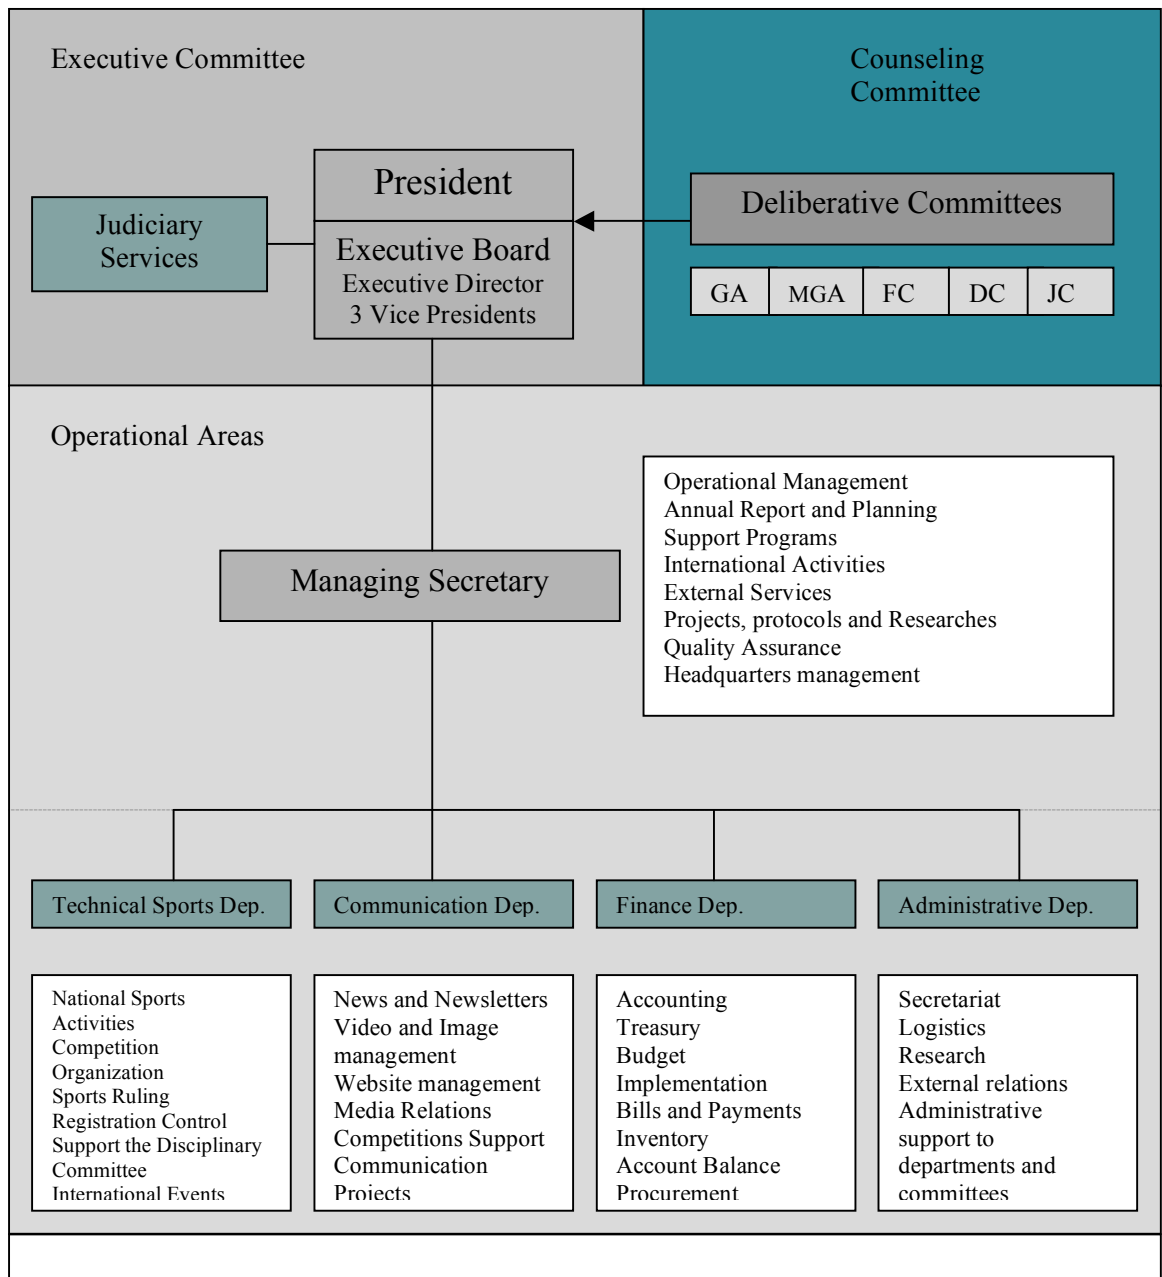 Executive Committee
Counseling
Committee
President
Deliberative Committees
Judiciary
Services
Executive Board
Executive Director
3 Vice Presidents
GA
MGA
FC
DC
JC
Operational Areas
Operational Management
Annual Report and Planning
Support Programs
International Activities
External Services
Projects, protocols and Researches
Quality Assurance
Headquarters management
Managing Secretary
Technical Sports Dep.
Communication Dep.
Finance Dep.
Administrative Dep.
National Sports
Activities
Competition
Organization
Sports Ruling
Registration Control
Support the Disciplinary
Committee
International Events
News and Newsletters
Video and Image
management
Website management
Media Relations
Competitions Support
Communication
Projects
Accounting
Treasury
Budget
Implementation
Bills and Payments
Inventory
Account Balance
Procurement
Secretariat
Logistics
Research
External relations
Administrative
support to
departments and
committees